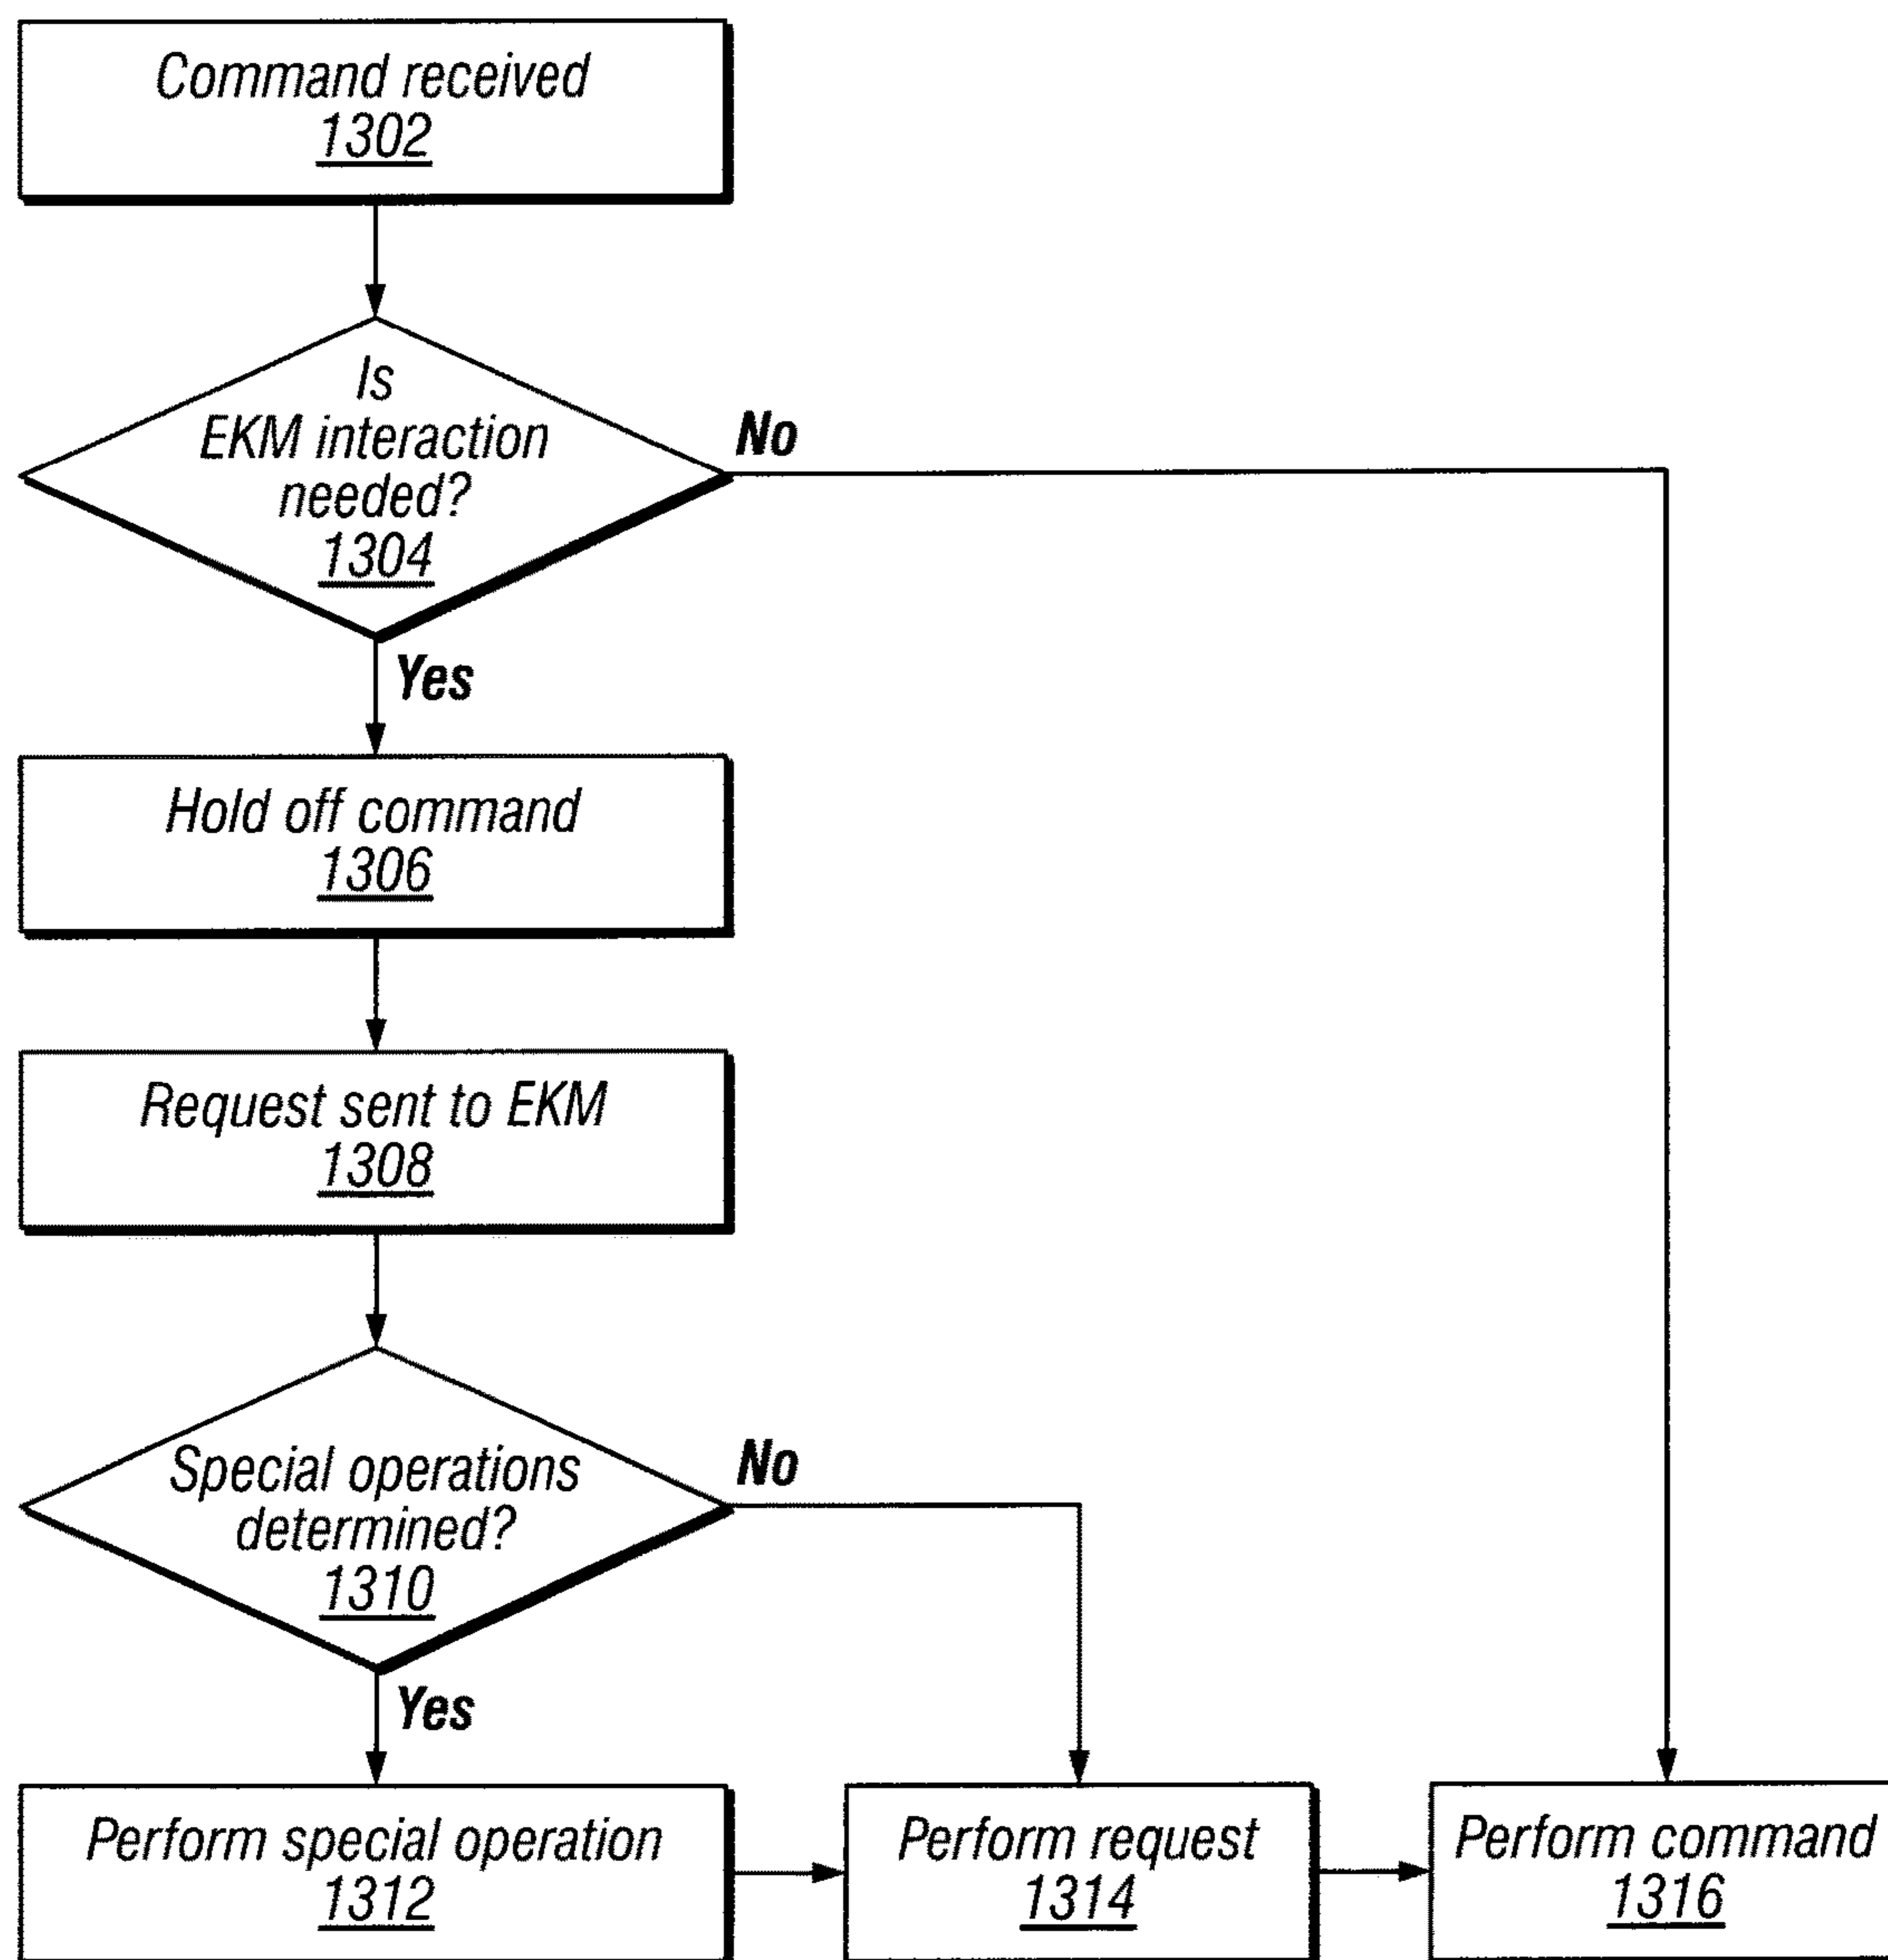 Command received
1302
Is
EKM interaction
needed?
1304
No
Yes
Hold off command
1306
Request sent to EKM
1308
Special operations
determined?
1310
No
Yes
Perform special operation
1312
Perform request
1314
Perform command
1316